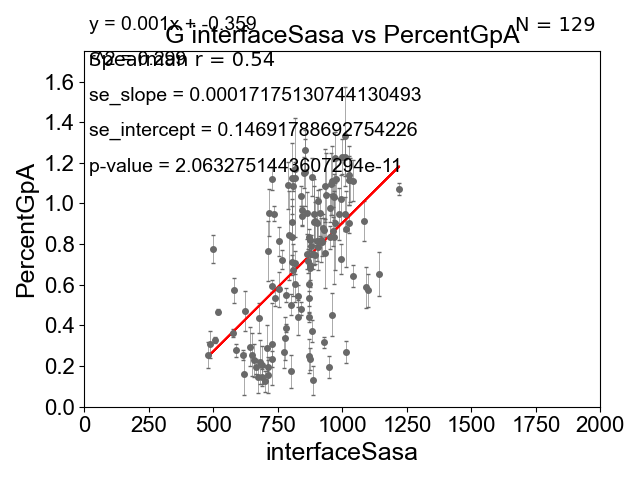 y = 0.001x + -0.359
N = 129
G interfaceSasa vs PercentGpA
Spearman r = 0.54
se_slope = 0.00017175130744130493
se_intercept = 0.14691788692754226
p-value = 2.0632751443607294e-11
PercentGpA
1.6
1.4
1.2
1.0
0.8
0.6
0.4
0.2
0.0
0 250 500 750 1000 1250 1500 1750 2000
interfaceSasa